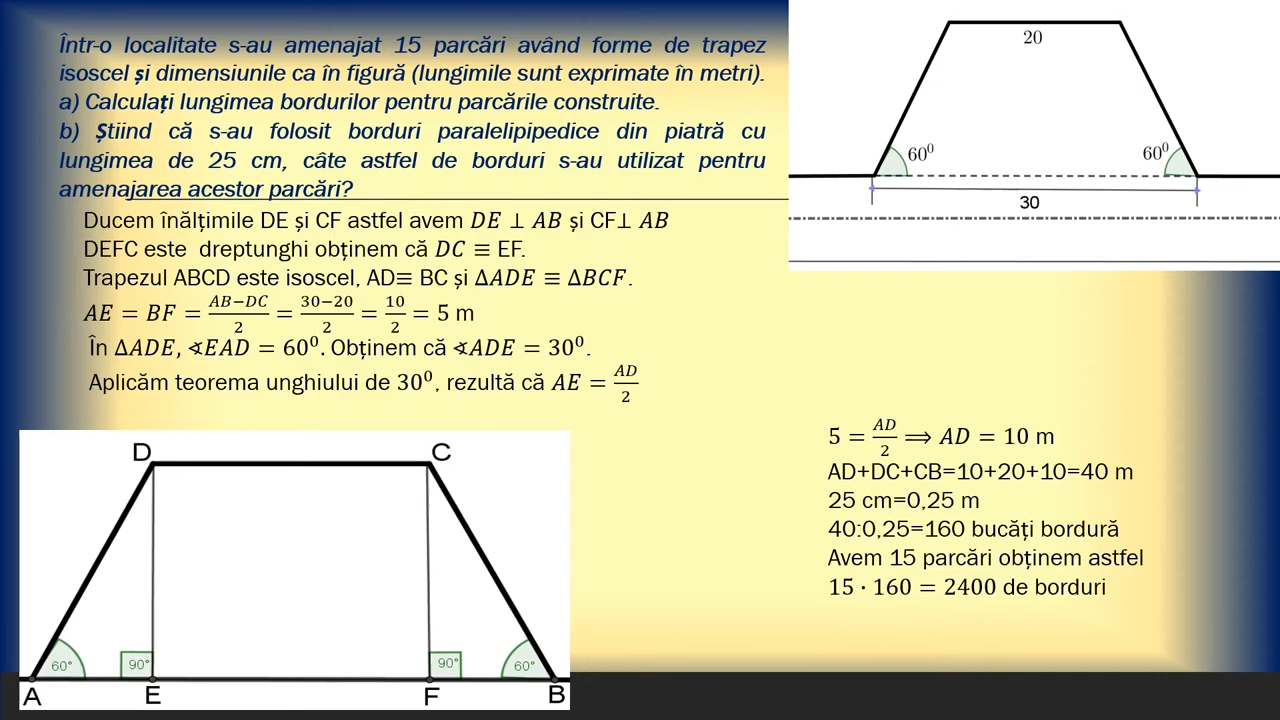 Într-o localitate s-au amenajat 15 parcări având forme de trapez
isoscel și dimensiunile ca în figură (lungimile sunt exprimate în metri).
a) Calculați lungimea bordurilor pentru parcările construite.
b) Știind că s-au folosit borduri paralelipipedice din piatră cu
lungimea de 25 cm, câte astfel de borduri s-au utilizat pentru
amenajarea acestor parcări?
20
60⁰ 60⁰
30
Ducem înălțimile DE și CF astfel avem DE ⊥ AB și CF⊥ AB
DEFC este dreptunghi obținem că DC ≡ EF.
Trapezul ABCD este isoscel, AD≡ BC și ΔADE ≡ ΔBCF.
AE = BF = (AB−DC)/2 = (30−20)/2 = 10/2 = 5 m
În ΔADE, ∢EAD = 60⁰. Obținem că ∢ADE = 30⁰.
Aplicăm teorema unghiului de 30⁰, rezultă că AE = AD/2
5 = AD/2 ⟹ AD = 10 m
AD+DC+CB=10+20+10=40 m
25 cm=0,25 m
40:0,25=160 bucăți bordură
Avem 15 parcări obținem astfel
15 · 160 = 2400 de borduri
D C
60° 90° 90° 60°
A E F B